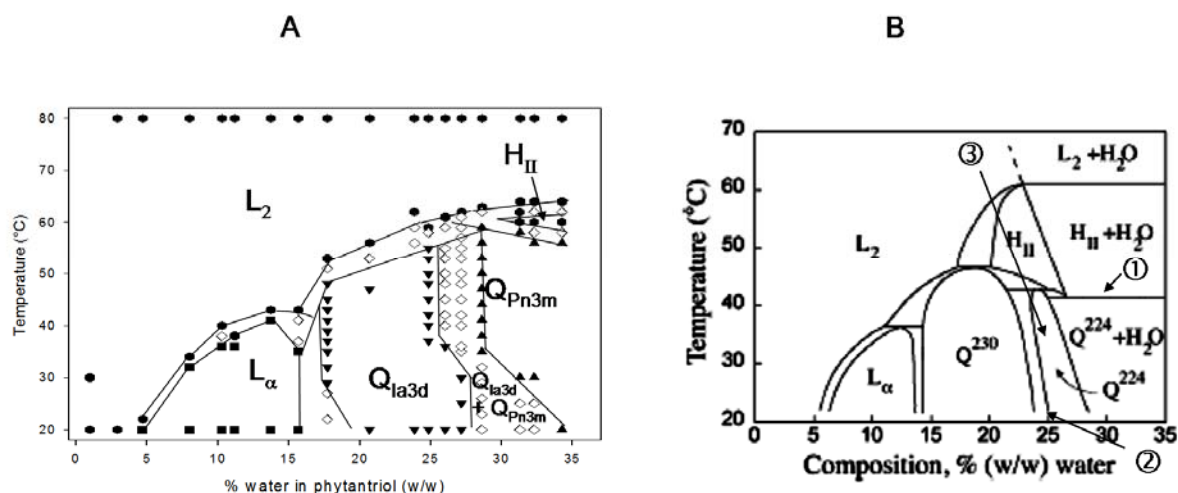 A
B
Temperature (°C)
80
70
60
50
40
30
20
L2
HII
QPn3m
Lα
QIa3d
QIa3d
+ QPn3m
0 5 10 15 20 25 30 35
% water in phytantriol (w/w)
Temperature (°C)
70
60
50
40
30
20
③
L2 +H2O
L2
HII
HII + H2O
①
Q224 + H2O
Q230
Lα
Q224
0 5 10 15 20 25 30 35
②
Composition, % (w/w) water